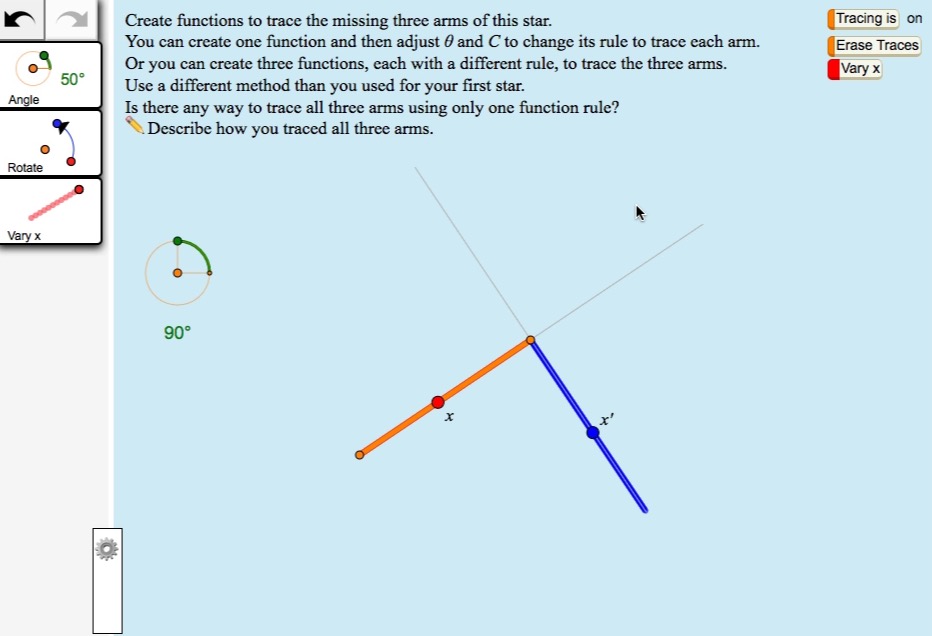 Create functions to trace the missing three arms of this star.
You can create one function and then adjust θ and C to change its rule to trace each arm.
Or you can create three functions, each with a different rule, to trace the three arms.
Use a different method than you used for your first star.
Is there any way to trace all three arms using only one function rule?
Describe how you traced all three arms.
Tracing is on
Erase Traces
Vary x
50°
Angle
Rotate
Vary x
90°
x
x'